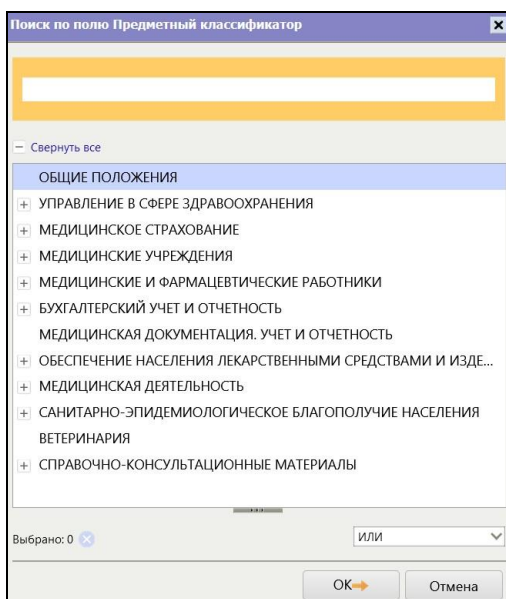 Поиск по полю Предметный классификатор
Свернуть все
ОБЩИЕ ПОЛОЖЕНИЯ
УПРАВЛЕНИЕ В СФЕРЕ ЗДРАВООХРАНЕНИЯ
МЕДИЦИНСКОЕ СТРАХОВАНИЕ
МЕДИЦИНСКИЕ УЧРЕЖДЕНИЯ
МЕДИЦИНСКИЕ И ФАРМАЦЕВТИЧЕСКИЕ РАБОТНИКИ
БУХГАЛТЕРСКИЙ УЧЕТ И ОТЧЕТНОСТЬ
МЕДИЦИНСКАЯ ДОКУМЕНТАЦИЯ. УЧЕТ И ОТЧЕТНОСТЬ
ОБЕСПЕЧЕНИЕ НАСЕЛЕНИЯ ЛЕКАРСТВЕННЫМИ СРЕДСТВАМИ И ИЗДЕ...
МЕДИЦИНСКАЯ ДЕЯТЕЛЬНОСТЬ
САНИТАРНО-ЭПИДЕМИОЛОГИЧЕСКОЕ БЛАГОПОЛУЧИЕ НАСЕЛЕНИЯ
ВЕТЕРИНАРИЯ
СПРАВОЧНО-КОНСУЛЬТАЦИОННЫЕ МАТЕРИАЛЫ
Выбрано: 0
ИЛИ
ОК
Отмена